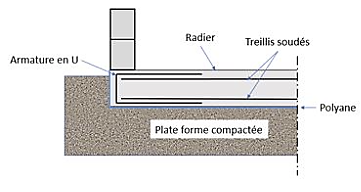 Radier
Treillis soudés
Armature en U
Polyane
Plate forme compactée